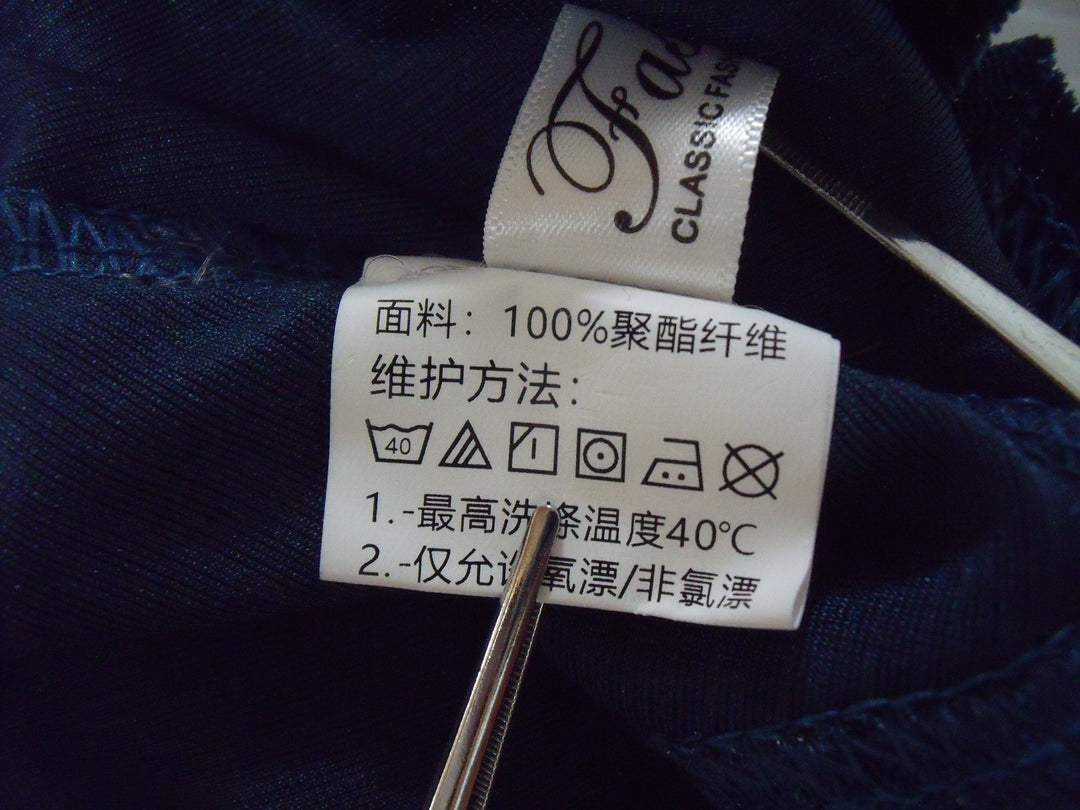 CLASSIC
面料：100%聚酯纤维
维护方法：
40
1.-最高洗涤温度40℃
2.-仅允 氧漂/非氯漂